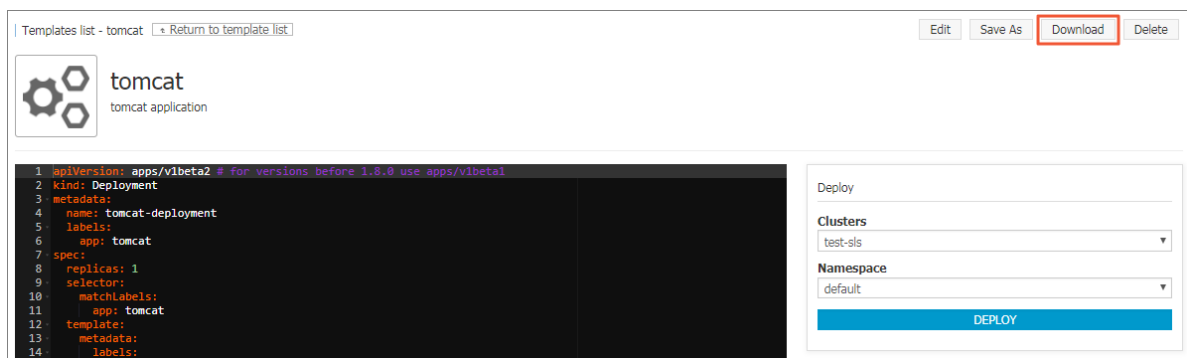 Templates list - tomcat Return to template list
Edit Save As Download Delete
tomcat
tomcat application
1 apiVersion: apps/v1beta2 # for versions before 1.8.0 use apps/v1beta1
2 kind: Deployment
3 metadata:
4 name: tomcat-deployment
5 labels:
6 app: tomcat
7 spec:
8 replicas: 1
9 selector:
10 matchLabels:
11 app: tomcat
12 template:
13 metadata:
14 labels:
Deploy
Clusters
test-sls
Namespace
default
DEPLOY